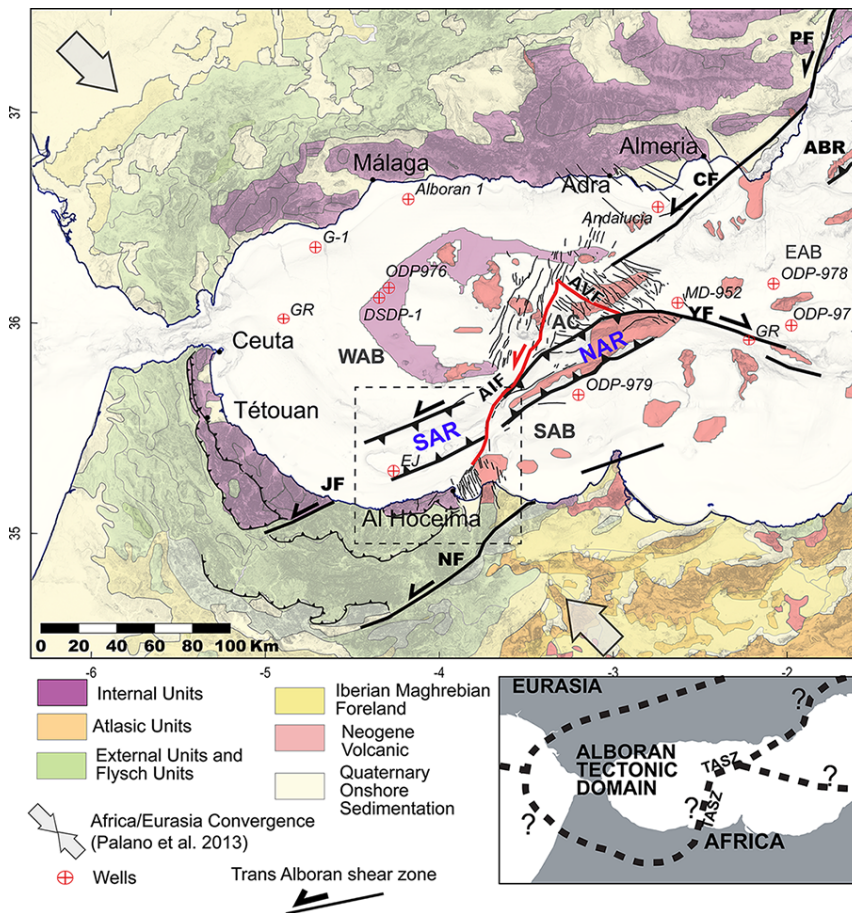 PF
37
Almeria
ABR
Málaga
Adra
CF
Alboran 1
Andalucia
G-1
EAB
ODP-978
ODP976
AVF
MD-952
DSDP-1
GR
AC
YF
ODP-97
36
Ceuta
WAB
NAR
GR
AIF
ODP-979
Tétouan
SAR
SAB
EJ
JF
35
Al Hoceima
NF
0 20 40 60 80 100 Km
-6 -5 -4 -3 -2
Internal Units
Atlasic Units
External Units and
Flysch Units
Iberian Maghrebian
Foreland
Neogene
Volcanic
Quaternary
Onshore
Sedimentation
Africa/Eurasia Convergence
(Palano et al. 2013)
Wells
Trans Alboran shear zone
EURASIA
?
ALBORAN
TECTONIC
DOMAIN
TASZ
?
?
TASZ
?
AFRICA